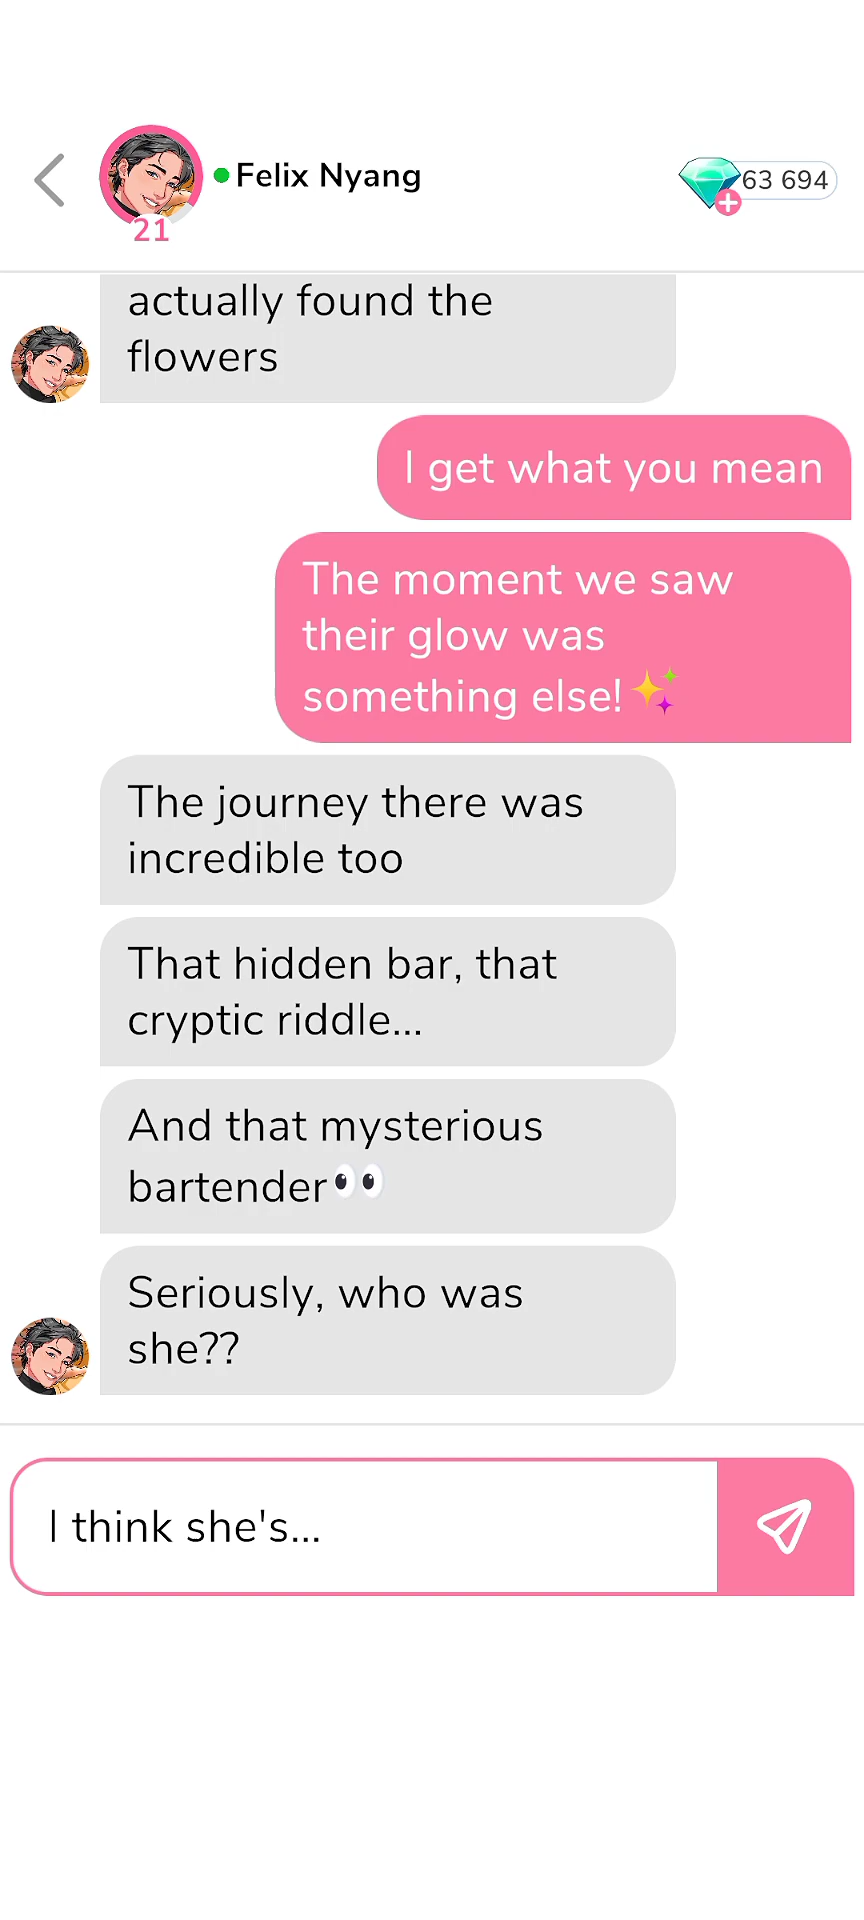 Felix Nyang
63 694
21
actually found the
flowers
I get what you mean
The moment we saw
their glow was
something else!✨
The journey there was
incredible too
That hidden bar, that
cryptic riddle...
And that mysterious
bartender👀
Seriously, who was
she??
I think she's...